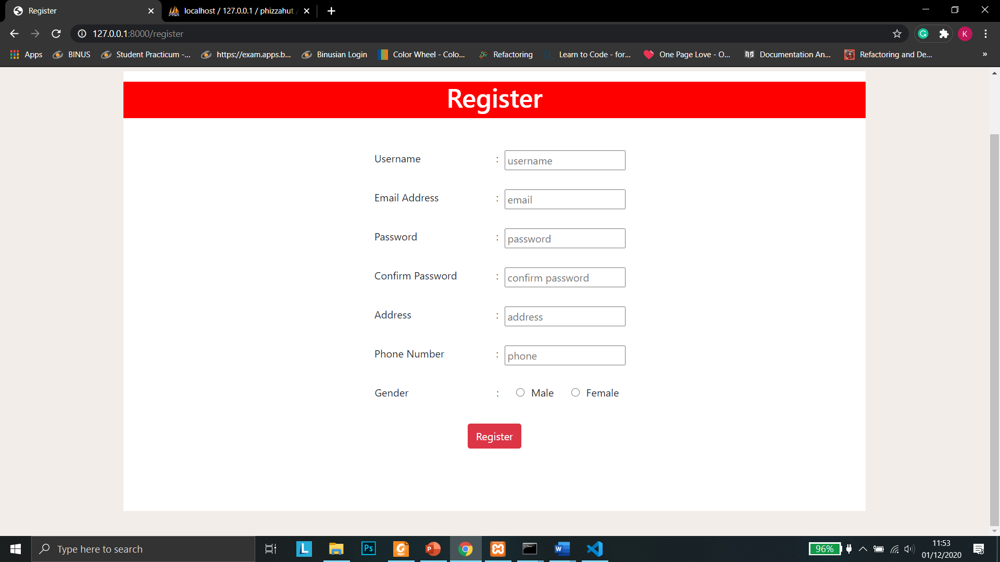 Register
localhost / 127.0.0.1 / phizzahut /
127.0.0.1:8000/register
K
Apps
BINUS
Student Practicum -...
https://exam.apps.b...
Binusian Login
Color Wheel - Colo...
Refactoring
Learn to Code - for...
One Page Love - O...
Documentation An...
Refactoring and De...
»
Register
Username : username
Email Address : email
Password : password
Confirm Password : confirm password
Address : address
Phone Number : phone
Gender : Male Female
Register
Type here to search
96%
11:53
01/12/2020